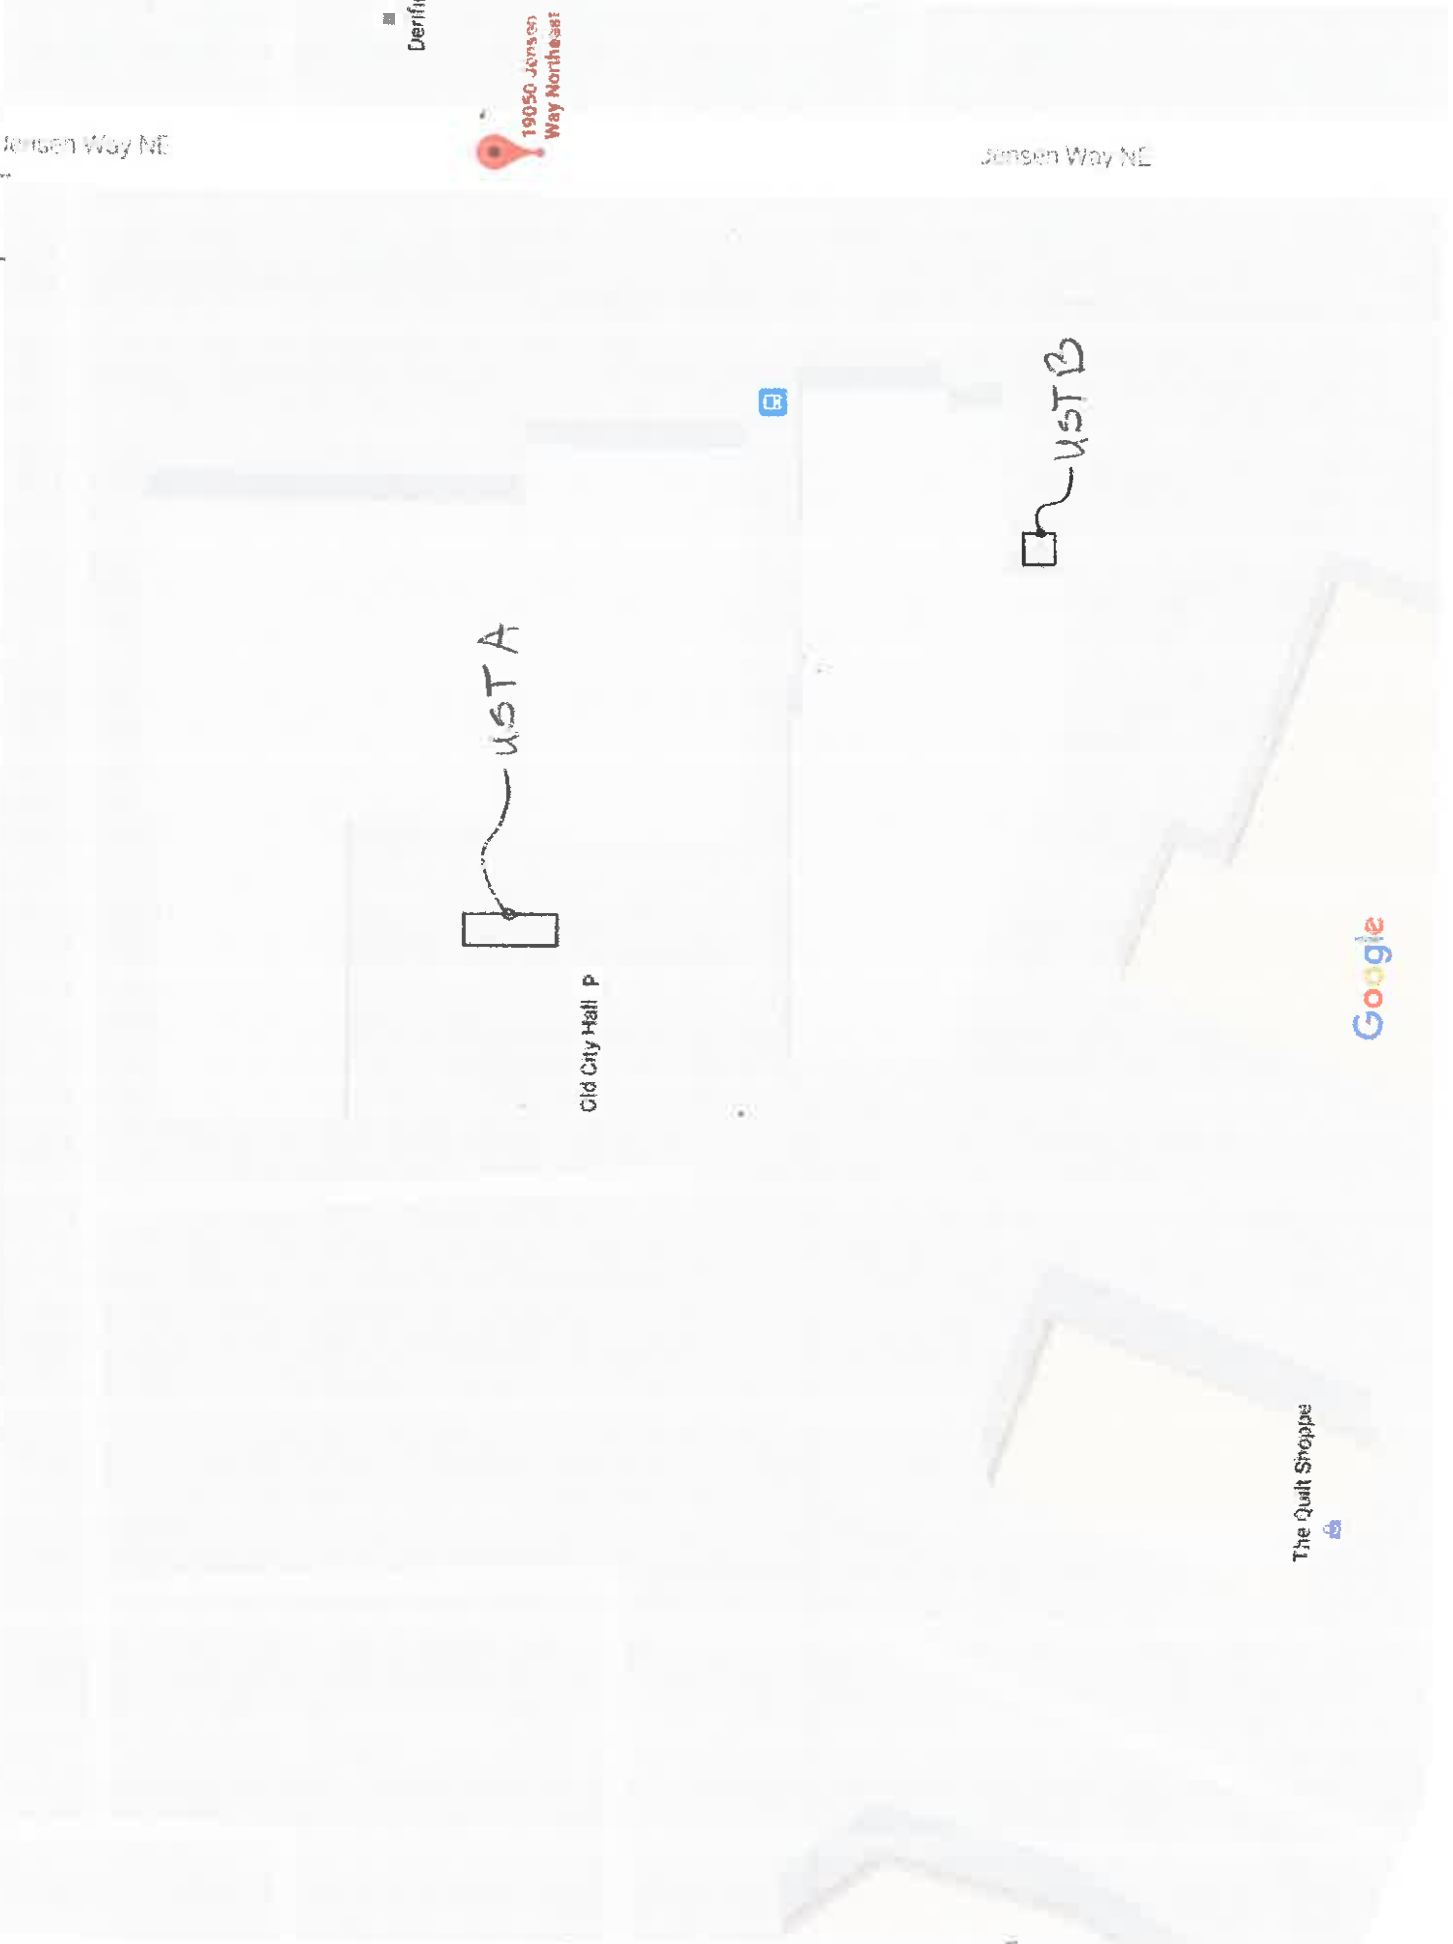 Jensen Way NE
19050 Jensen
Way Northeast
Jensen Way NE
UST A
UST B
Old City Hall P
Google
The Quilt Shoppe